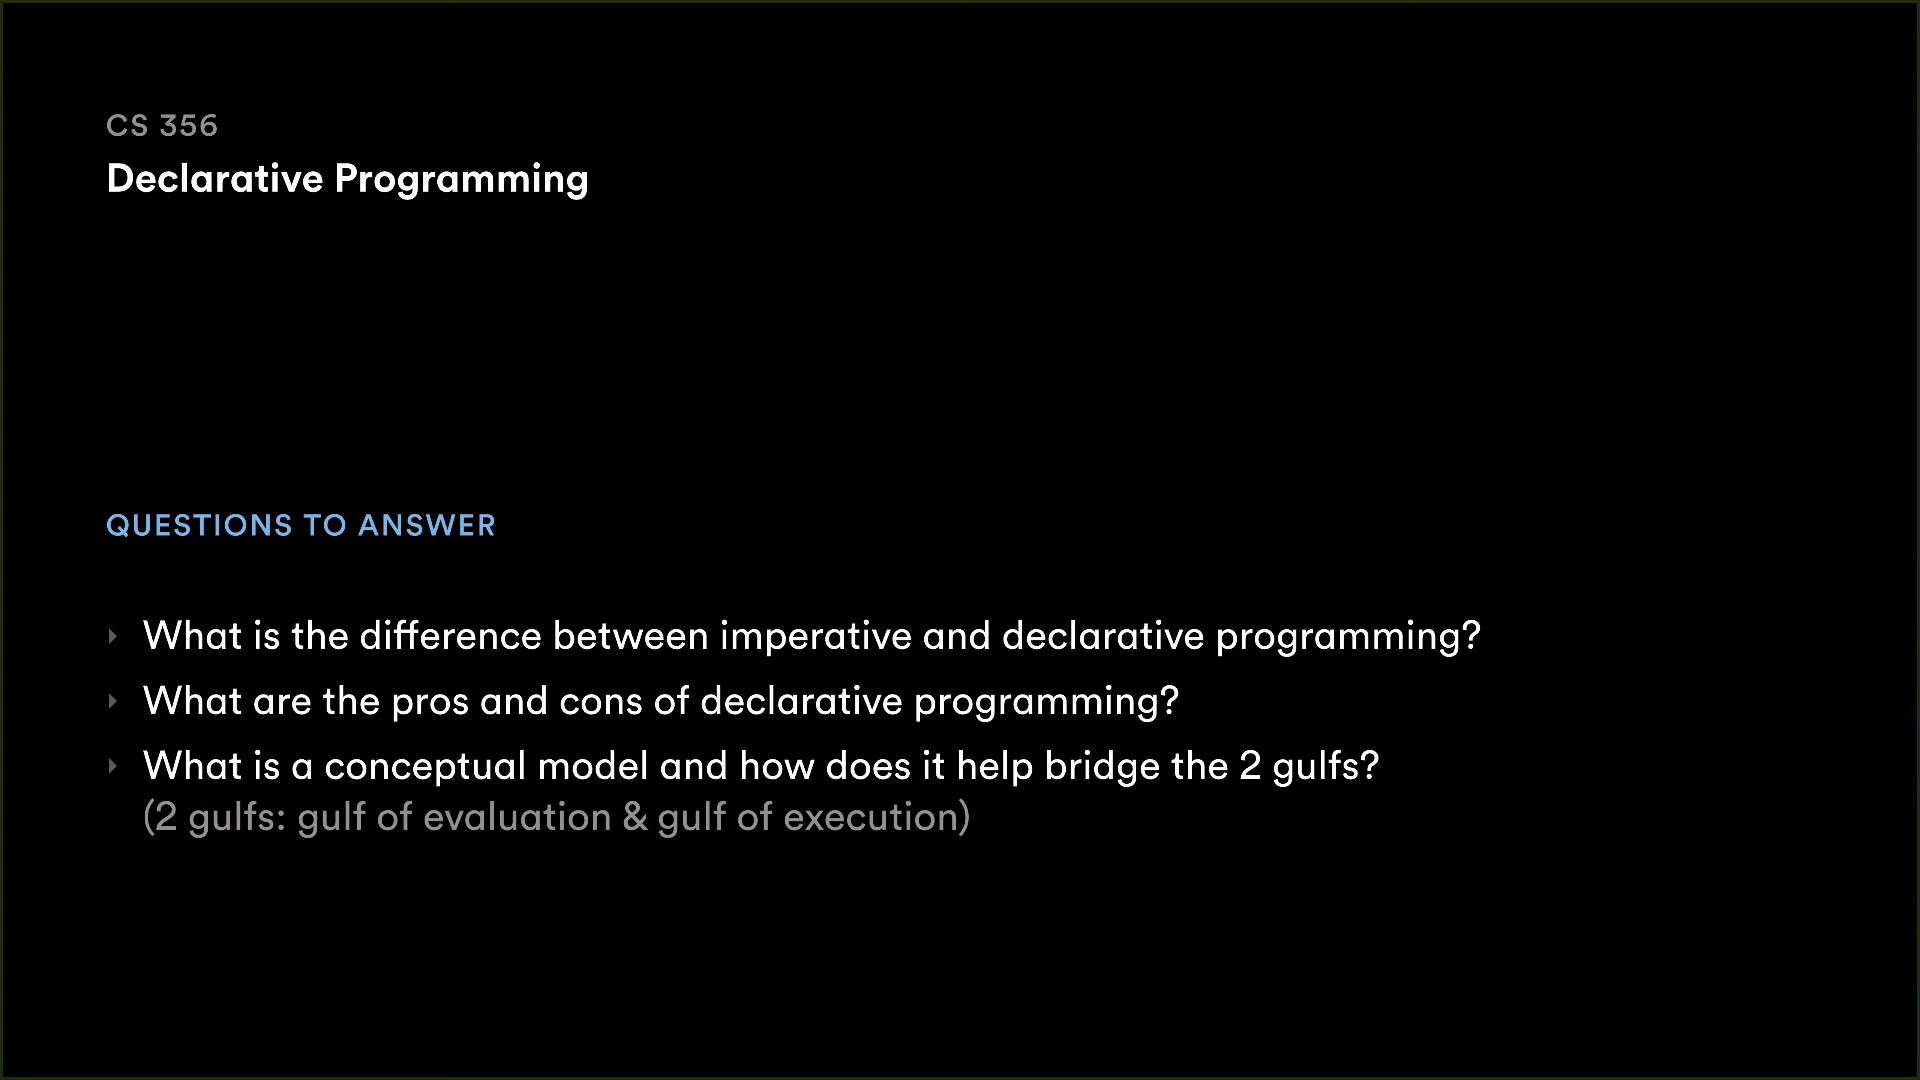 CS 356
Declarative Programming
QUESTIONS TO ANSWER
What is the difference between imperative and declarative programming?
What are the pros and cons of declarative programming?
What is a conceptual model and how does it help bridge the 2 gulfs?
(2 gulfs: gulf of evaluation & gulf of execution)